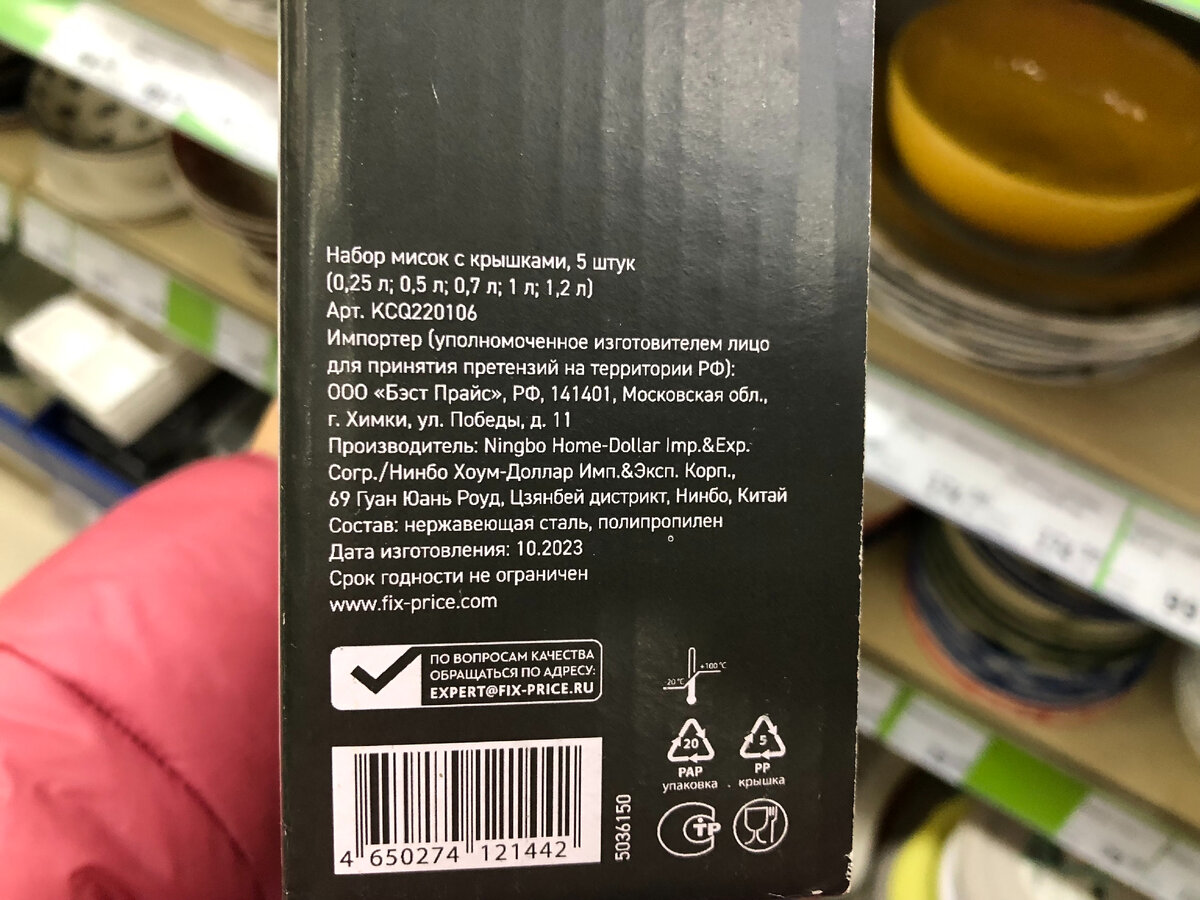 Набор мисок с крышками, 5 штук
(0,25 л; 0,5 л; 0,7 л; 1 л; 1,2 л)
Арт. KCQ220106
Импортер (уполномоченное изготовителем лицо
для принятия претензий на территории РФ):
ООО «Бэст Прайс», РФ, 141401, Московская обл.,
г. Химки, ул. Победы, д. 11
Производитель: Ningbo Home-Dollar Imp.&Exp.
Corp./Нинбо Хоум-Доллар Имп.&Эксп. Корп.,
69 Гуан Юань Роуд, Цзянбей дистрикт, Нинбо, Китай
Состав: нержавеющая сталь, полипропилен
Дата изготовления: 10.2023
Срок годности не ограничен
www.fix-price.com
ПО ВОПРОСАМ КАЧЕСТВА
ОБРАЩАТЬСЯ ПО АДРЕСУ:
EXPERT@FIX-PRICE.RU
+100 °C
-20 °C
20
PAP
упаковка
5
PP
крышка
СТР
4 650274 121442
5036150